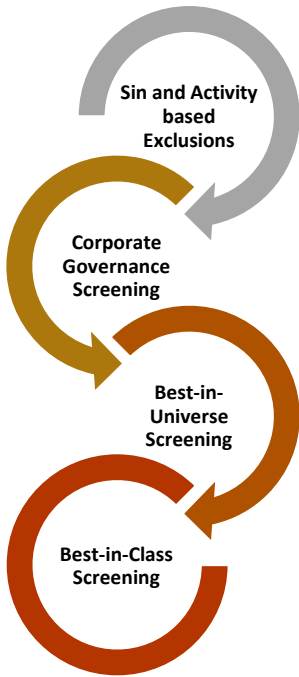 Sin and Activity
based
Exclusions
Corporate
Governance
Screening
Best-in-
Universe
Screening
Best-in-Class
Screening